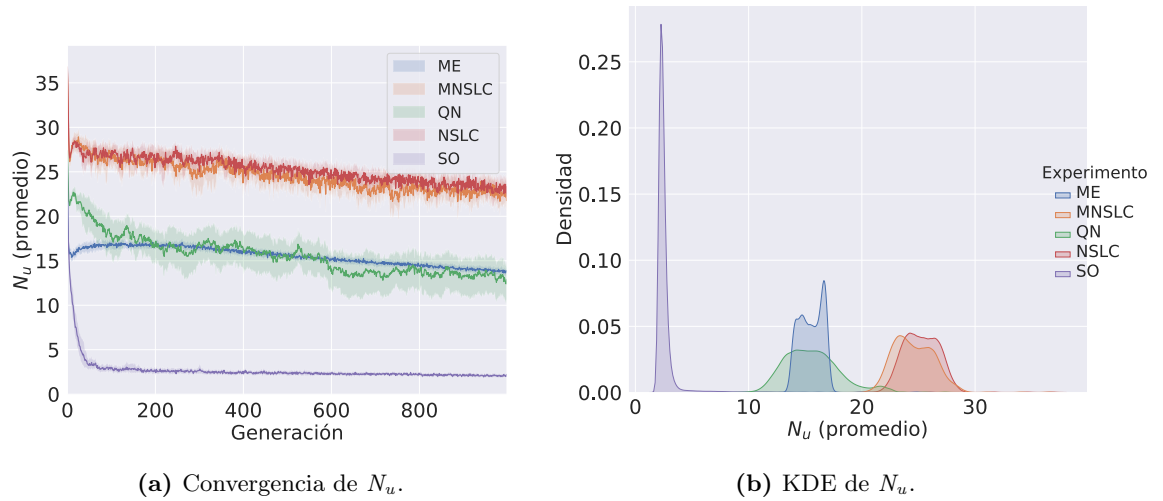 35
30
25
20
15
10
5
0
N_u (promedio)
0 200 400 600 800
Generación
ME
MNSLC
QN
NSLC
SO
(a) Convergencia de N_u.
0.25
0.20
0.15
0.10
0.05
0.00
Densidad
0 10 20 30
N_u (promedio)
Experimento
ME
MNSLC
QN
NSLC
SO
(b) KDE de N_u.